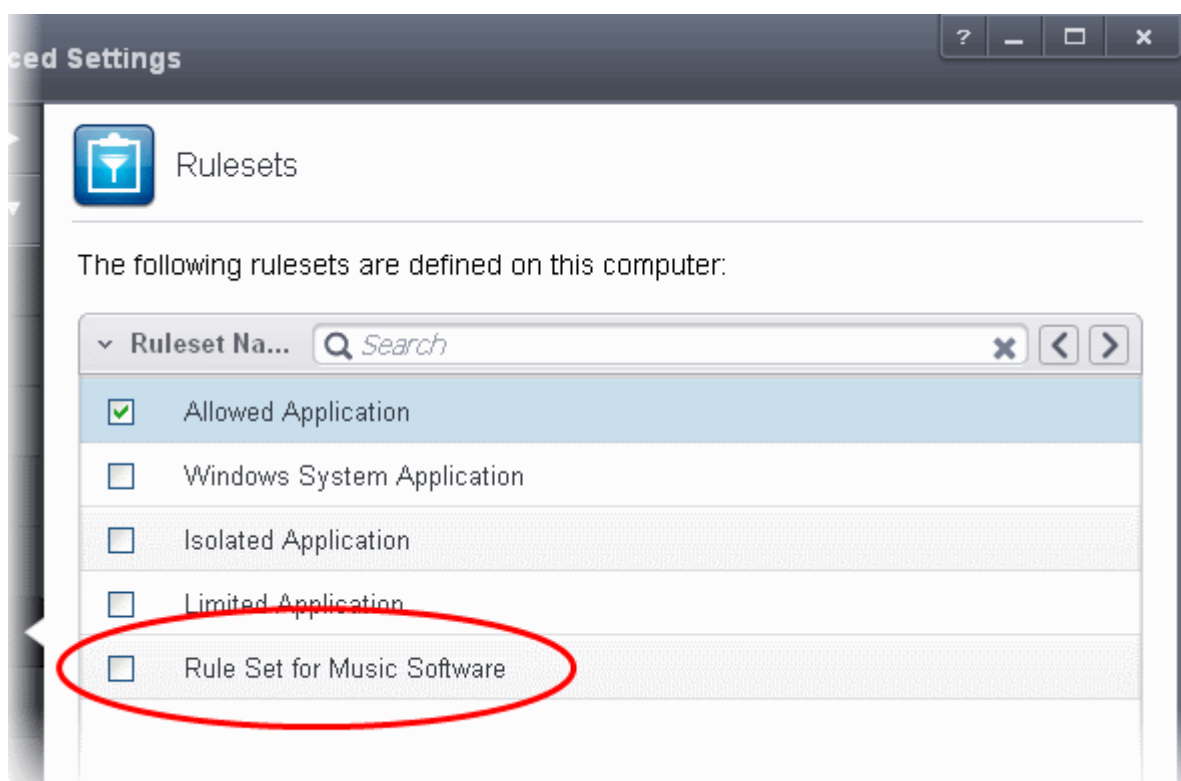 ced Settings
?
Rulesets
The following rulesets are defined on this computer:
Ruleset Na... Search
Allowed Application
Windows System Application
Isolated Application
Limited Application
Rule Set for Music Software